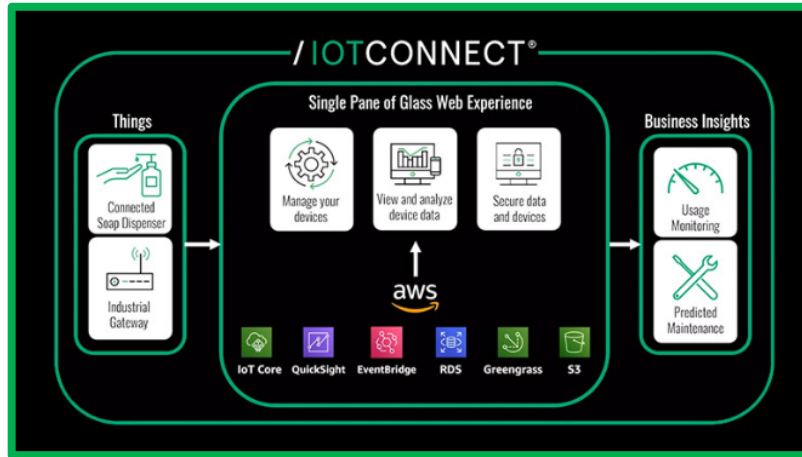 /IOTCONNECT®
Things
Connected
Soap Dispenser
Industrial
Gateway
Single Pane of Glass Web Experience
Manage your
devices
View and analyze
device data
Secure data
and devices
aws
IoT Core
QuickSight
EventBridge
RDS
Greengrass
S3
Business Insights
Usage
Monitoring
Predicted
Maintenance